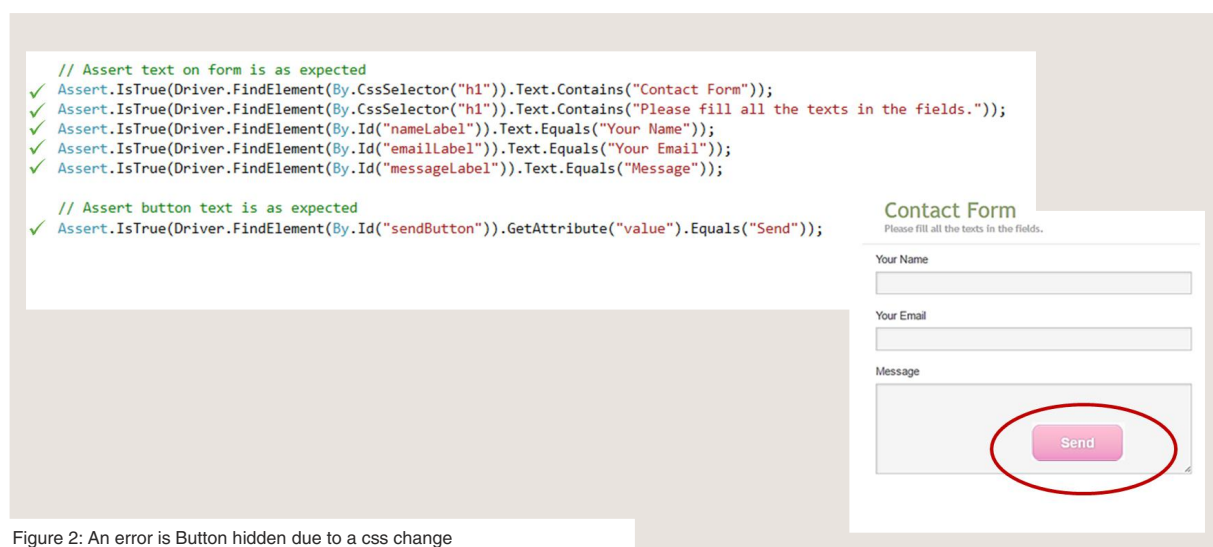 // Assert text on form is as expected
Assert.IsTrue(Driver.FindElement(By.CssSelector("h1")).Text.Contains("Contact Form"));
Assert.IsTrue(Driver.FindElement(By.CssSelector("h1")).Text.Contains("Please fill all the texts in the fields."));
Assert.IsTrue(Driver.FindElement(By.Id("nameLabel")).Text.Equals("Your Name"));
Assert.IsTrue(Driver.FindElement(By.Id("emailLabel")).Text.Equals("Your Email"));
Assert.IsTrue(Driver.FindElement(By.Id("messageLabel")).Text.Equals("Message"));
// Assert button text is as expected
Assert.IsTrue(Driver.FindElement(By.Id("sendButton")).GetAttribute("value").Equals("Send"));
Contact Form
Please fill all the texts in the fields.
Your Name
Your Email
Message
Send
Figure 2: An error is Button hidden due to a css change